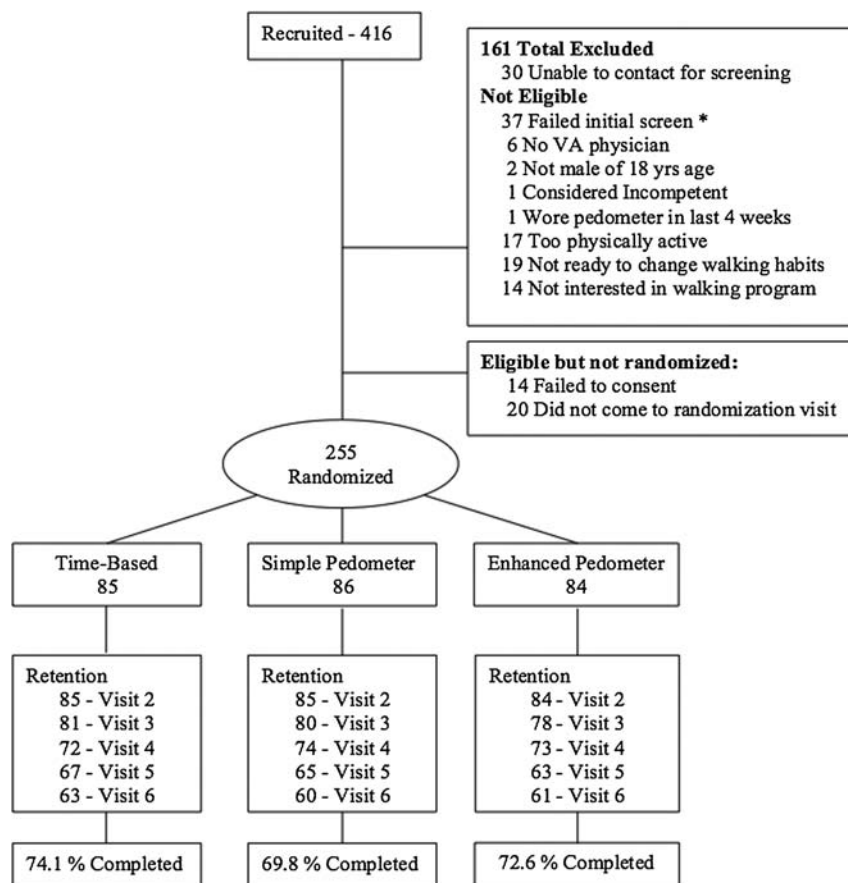 Recruited - 416
161 Total Excluded
30 Unable to contact for screening
Not Eligible
37 Failed initial screen *
6 No VA physician
2 Not male of 18 yrs age
1 Considered Incompetent
1 Wore pedometer in last 4 weeks
17 Too physically active
19 Not ready to change walking habits
14 Not interested in walking program
Eligible but not randomized:
14 Failed to consent
20 Did not come to randomization visit
255
Randomized
Time-Based
85
Simple Pedometer
86
Enhanced Pedometer
84
Retention
85 - Visit 2
81 - Visit 3
72 - Visit 4
67 - Visit 5
63 - Visit 6
Retention
85 - Visit 2
80 - Visit 3
74 - Visit 4
65 - Visit 5
60 - Visit 6
Retention
84 - Visit 2
78 - Visit 3
73 - Visit 4
63 - Visit 5
61 - Visit 6
74.1 % Completed
69.8 % Completed
72.6 % Completed